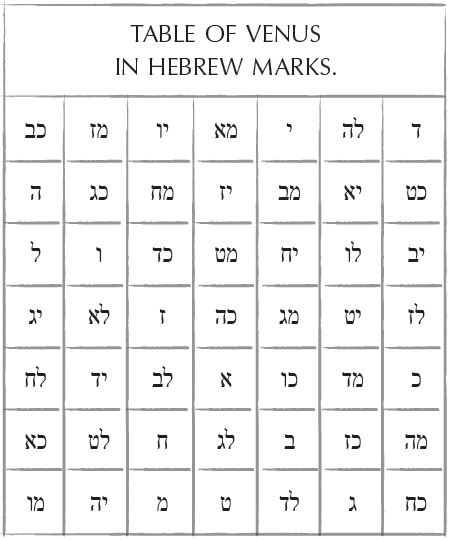 TABLE OF VENUS
IN HEBREW MARKS.
ד לה י מא יו מז כב
כט יא מב יז מח כג ה
יב לו יח מט כד ו ל
לז יט מג כה ז לא יג
כ מד כו א לב יד לח
מה כז ב לג ח לט כא
כח ג לד ט מ יה מו